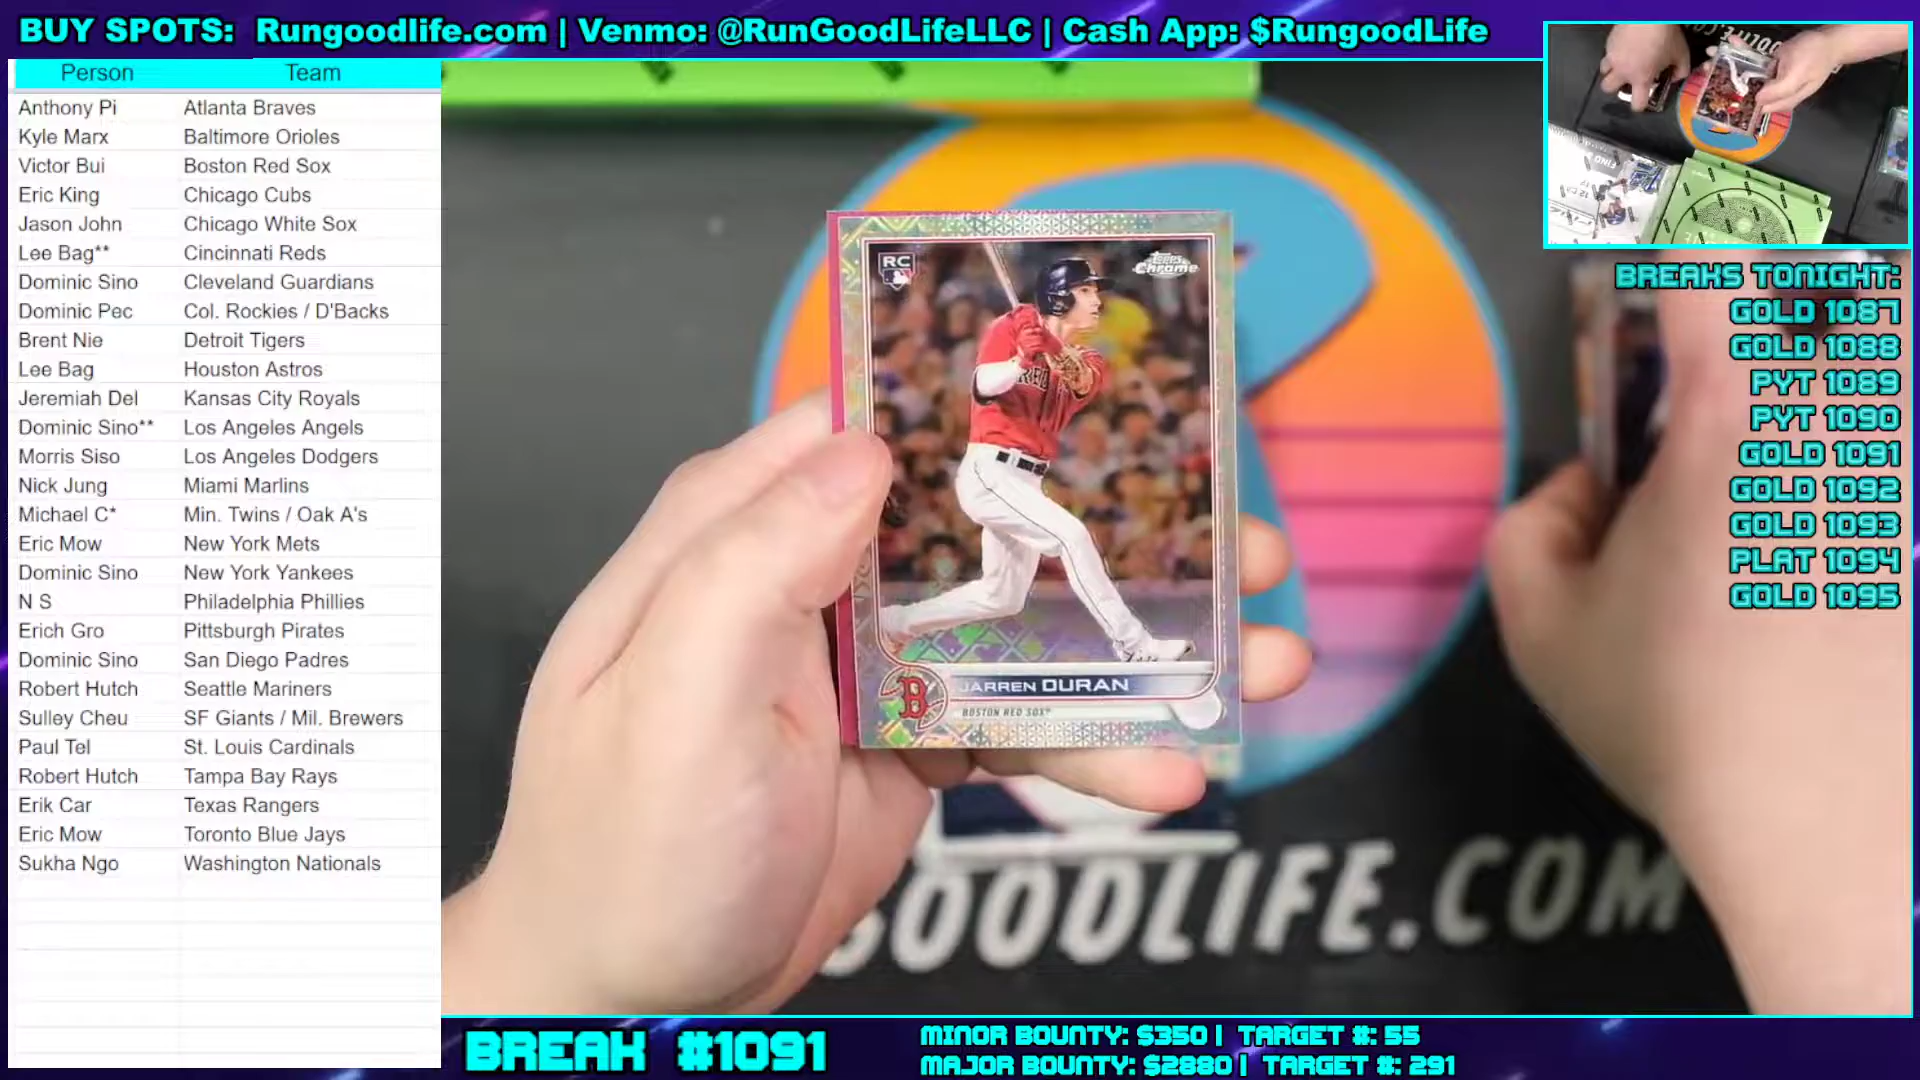 BUY SPOTS: Rungoodlife.com | Venmo: @RunGoodLifeLLC | Cash App: $RungoodLife
Person Team
Anthony Pi Atlanta Braves
Kyle Marx Baltimore Orioles
Victor Bui Boston Red Sox
Eric King Chicago Cubs
Jason John Chicago White Sox
Lee Bag** Cincinnati Reds
Dominic Sino Cleveland Guardians
Dominic Pec Col. Rockies / D'Backs
Brent Nie Detroit Tigers
Lee Bag Houston Astros
Jeremiah Del Kansas City Royals
Dominic Sino** Los Angeles Angels
Morris Siso Los Angeles Dodgers
Nick Jung Miami Marlins
Michael C* Min. Twins / Oak A's
Eric Mow New York Mets
Dominic Sino New York Yankees
N S Philadelphia Phillies
Erich Gro Pittsburgh Pirates
Dominic Sino San Diego Padres
Robert Hutch Seattle Mariners
Sulley Cheu SF Giants / Mil. Brewers
Paul Tel St. Louis Cardinals
Robert Hutch Tampa Bay Rays
Erik Car Texas Rangers
Eric Mow Toronto Blue Jays
Sukha Ngo Washington Nationals
RC
Topps Chrome
RED
B
JARREN DURAN
BOSTON RED SOX
GOODLIFE.COM
BREAKS TONIGHT:
GOLD 1087
GOLD 1088
PYT 1089
PYT 1090
GOLD 1091
GOLD 1092
GOLD 1093
PLAT 1094
GOLD 1095
BREAK #1091
MINOR BOUNTY: $350 | TARGET #: 55
MAJOR BOUNTY: $2880 | TARGET #: 291